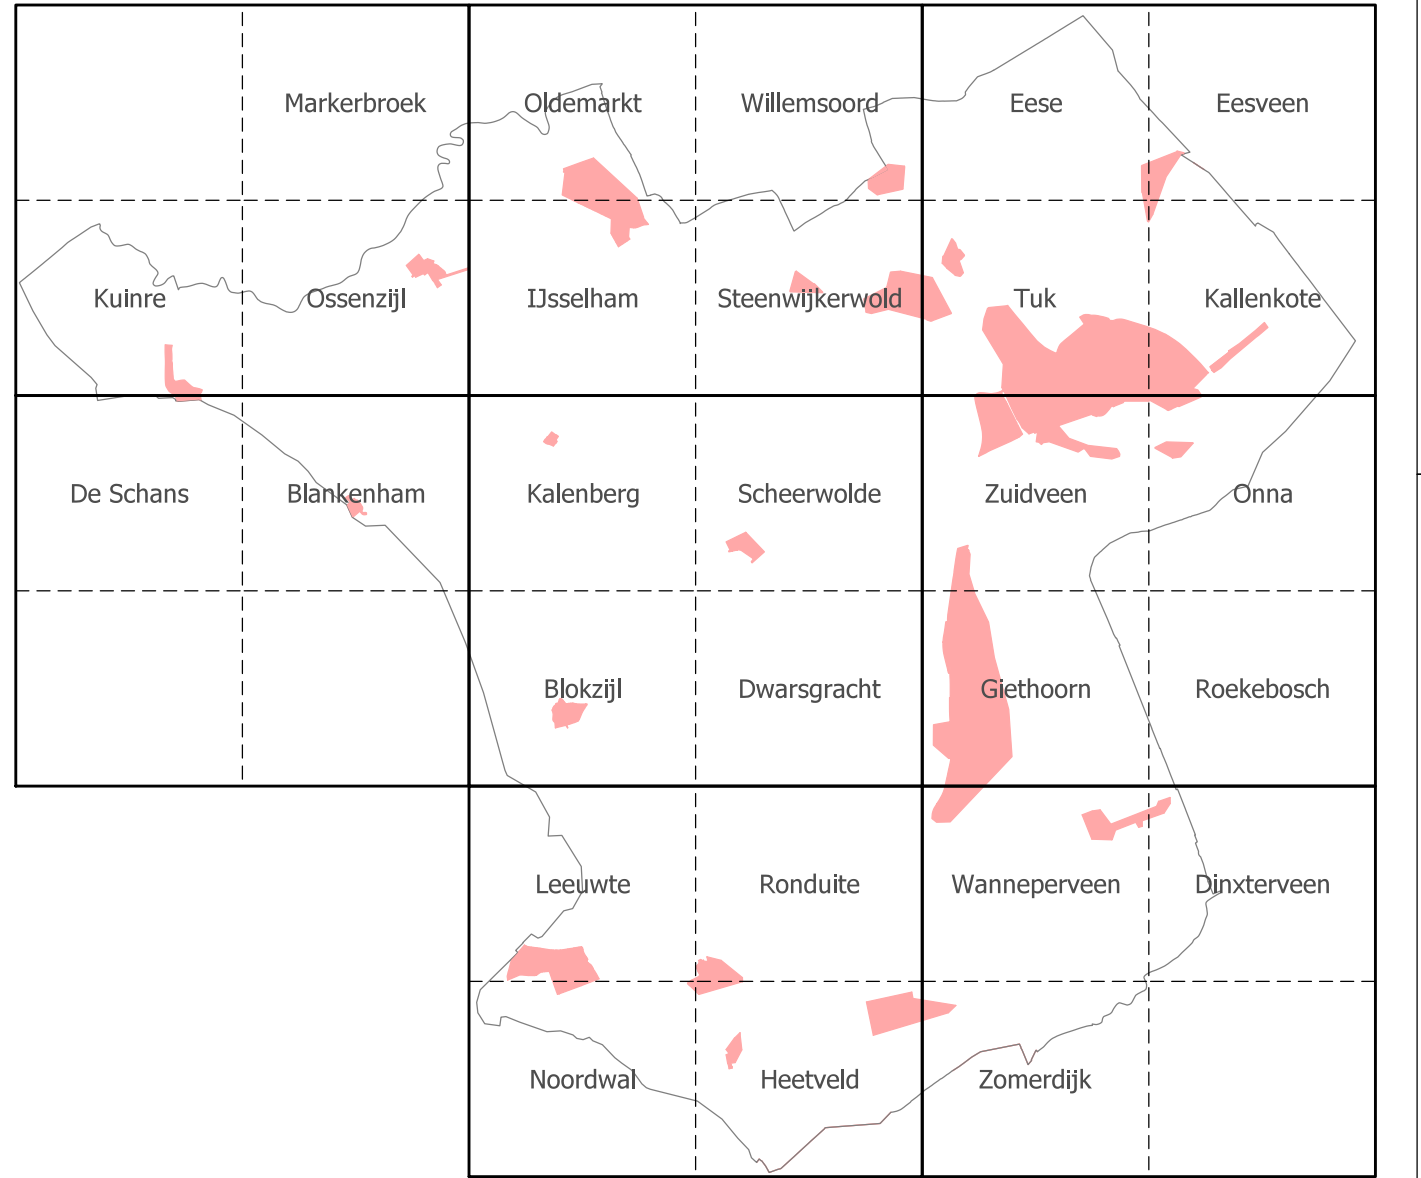 Markerbroek
Oldemarkt
Willemsoord
Eese
Eesveen
Kuinre
Ossenzijl
IJsselham
Steenwijkerwold
Tuk
Kallenkote
De Schans
Blankenham
Kalenberg
Scheerwolde
Zuidveen
Onna
Blokzijl
Dwarsgracht
Giethoorn
Roekebosch
Leeuwte
Ronduite
Wanneperveen
Dinxterveen
Noordwal
Heetveld
Zomerdijk